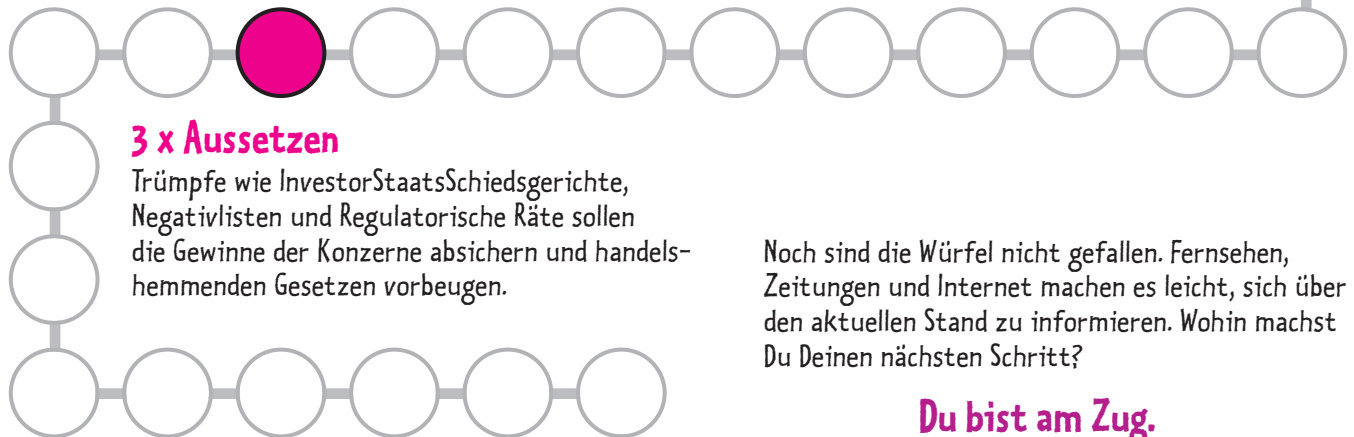 3 x Aussetzen
Trümpfe wie InvestorStaatsSchiedsgerichte,
Negativlisten und Regulatorische Räte sollen
die Gewinne der Konzerne absichern und handels-
hemmenden Gesetzen vorbeugen.
Noch sind die Würfel nicht gefallen. Fernsehen,
Zeitungen und Internet machen es leicht, sich über
den aktuellen Stand zu informieren. Wohin machst
Du Deinen nächsten Schritt?
Du bist am Zug.